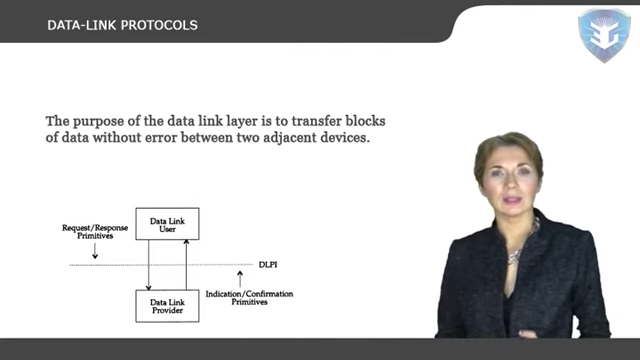 DATA-LINK PROTOCOLS
The purpose of the data link layer is to transfer blocks
of data without error between two adjacent devices.
Data Link
User
Request/Response
Primitives
DLPI
Data Link
Provider
Indication/Confirmation
Primitives